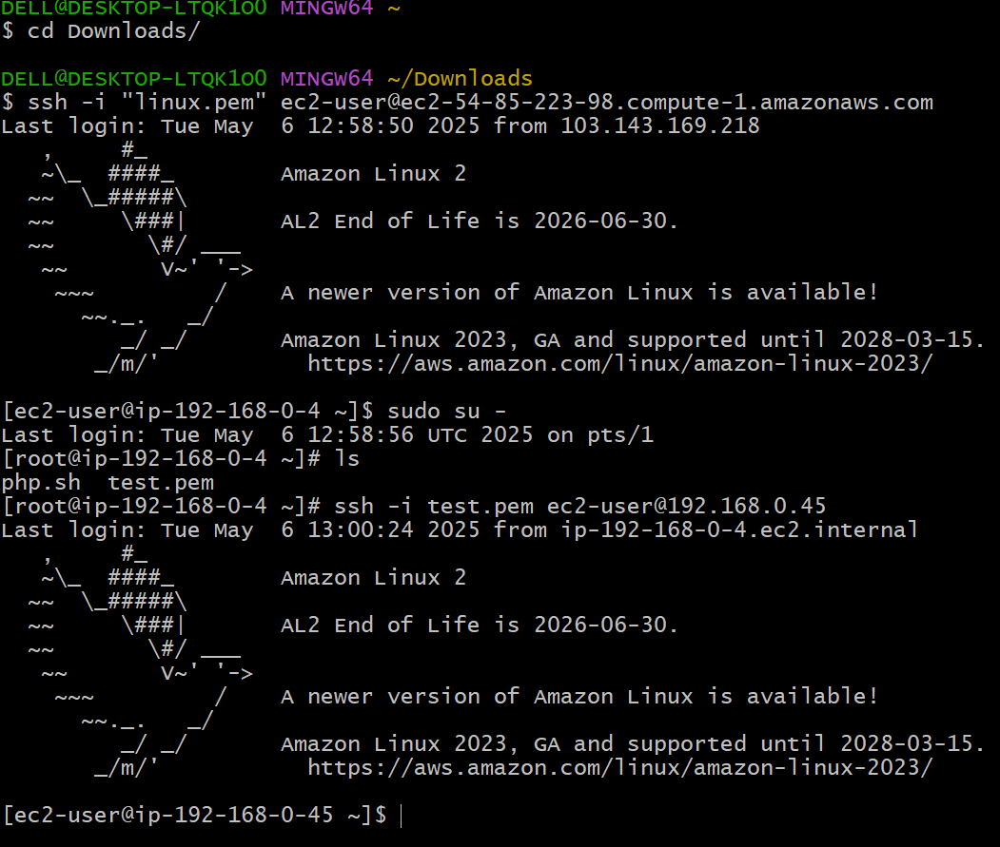 DELL@DESKTOP-LTQK1O0 MINGW64 ~
$ cd Downloads/

DELL@DESKTOP-LTQK1O0 MINGW64 ~/Downloads
$ ssh -i "linux.pem" ec2-user@ec2-54-85-223-98.compute-1.amazonaws.com
Last login: Tue May  6 12:58:50 2025 from 103.143.169.218
   ,     #_
   ~\_  ####_        Amazon Linux 2
  ~~  \_#####\
  ~~     \###|       AL2 End of Life is 2026-06-30.
  ~~       \#/ ___
   ~~       V~' '->
    ~~~         /    A newer version of Amazon Linux is available!
      ~~._.   _/
         _/ _/       Amazon Linux 2023, GA and supported until 2028-03-15.
       _/m/'           https://aws.amazon.com/linux/amazon-linux-2023/

[ec2-user@ip-192-168-0-4 ~]$ sudo su -
Last login: Tue May  6 12:58:56 UTC 2025 on pts/1
[root@ip-192-168-0-4 ~]# ls
php.sh  test.pem
[root@ip-192-168-0-4 ~]# ssh -i test.pem ec2-user@192.168.0.45
Last login: Tue May  6 13:00:24 2025 from ip-192-168-0-4.ec2.internal
   ,     #_
   ~\_  ####_        Amazon Linux 2
  ~~  \_#####\
  ~~     \###|       AL2 End of Life is 2026-06-30.
  ~~       \#/ ___
   ~~       V~' '->
    ~~~         /    A newer version of Amazon Linux is available!
      ~~._.   _/
         _/ _/       Amazon Linux 2023, GA and supported until 2028-03-15.
       _/m/'           https://aws.amazon.com/linux/amazon-linux-2023/

[ec2-user@ip-192-168-0-45 ~]$